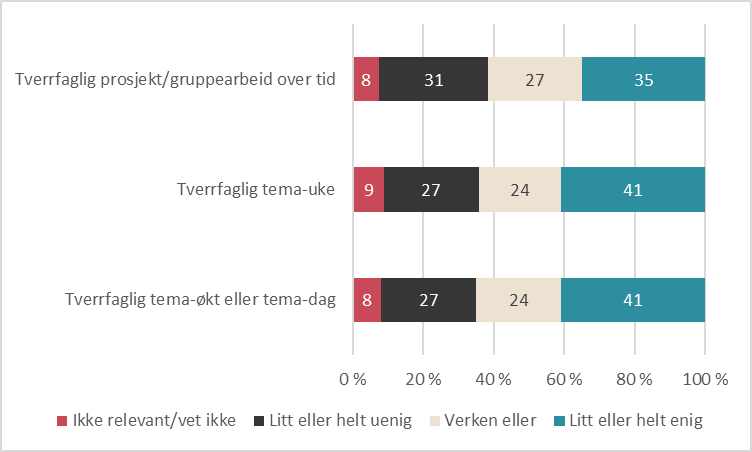 Tverrfaglig prosjekt/gruppearbeid over tid 8 31 27 35
Tverrfaglig tema-uke 9 27 24 41
Tverrfaglig tema-økt eller tema-dag 8 27 24 41
0 % 20 % 40 % 60 % 80 % 100 %
Ikke relevant/vet ikke Litt eller helt uenig Verken eller Litt eller helt enig